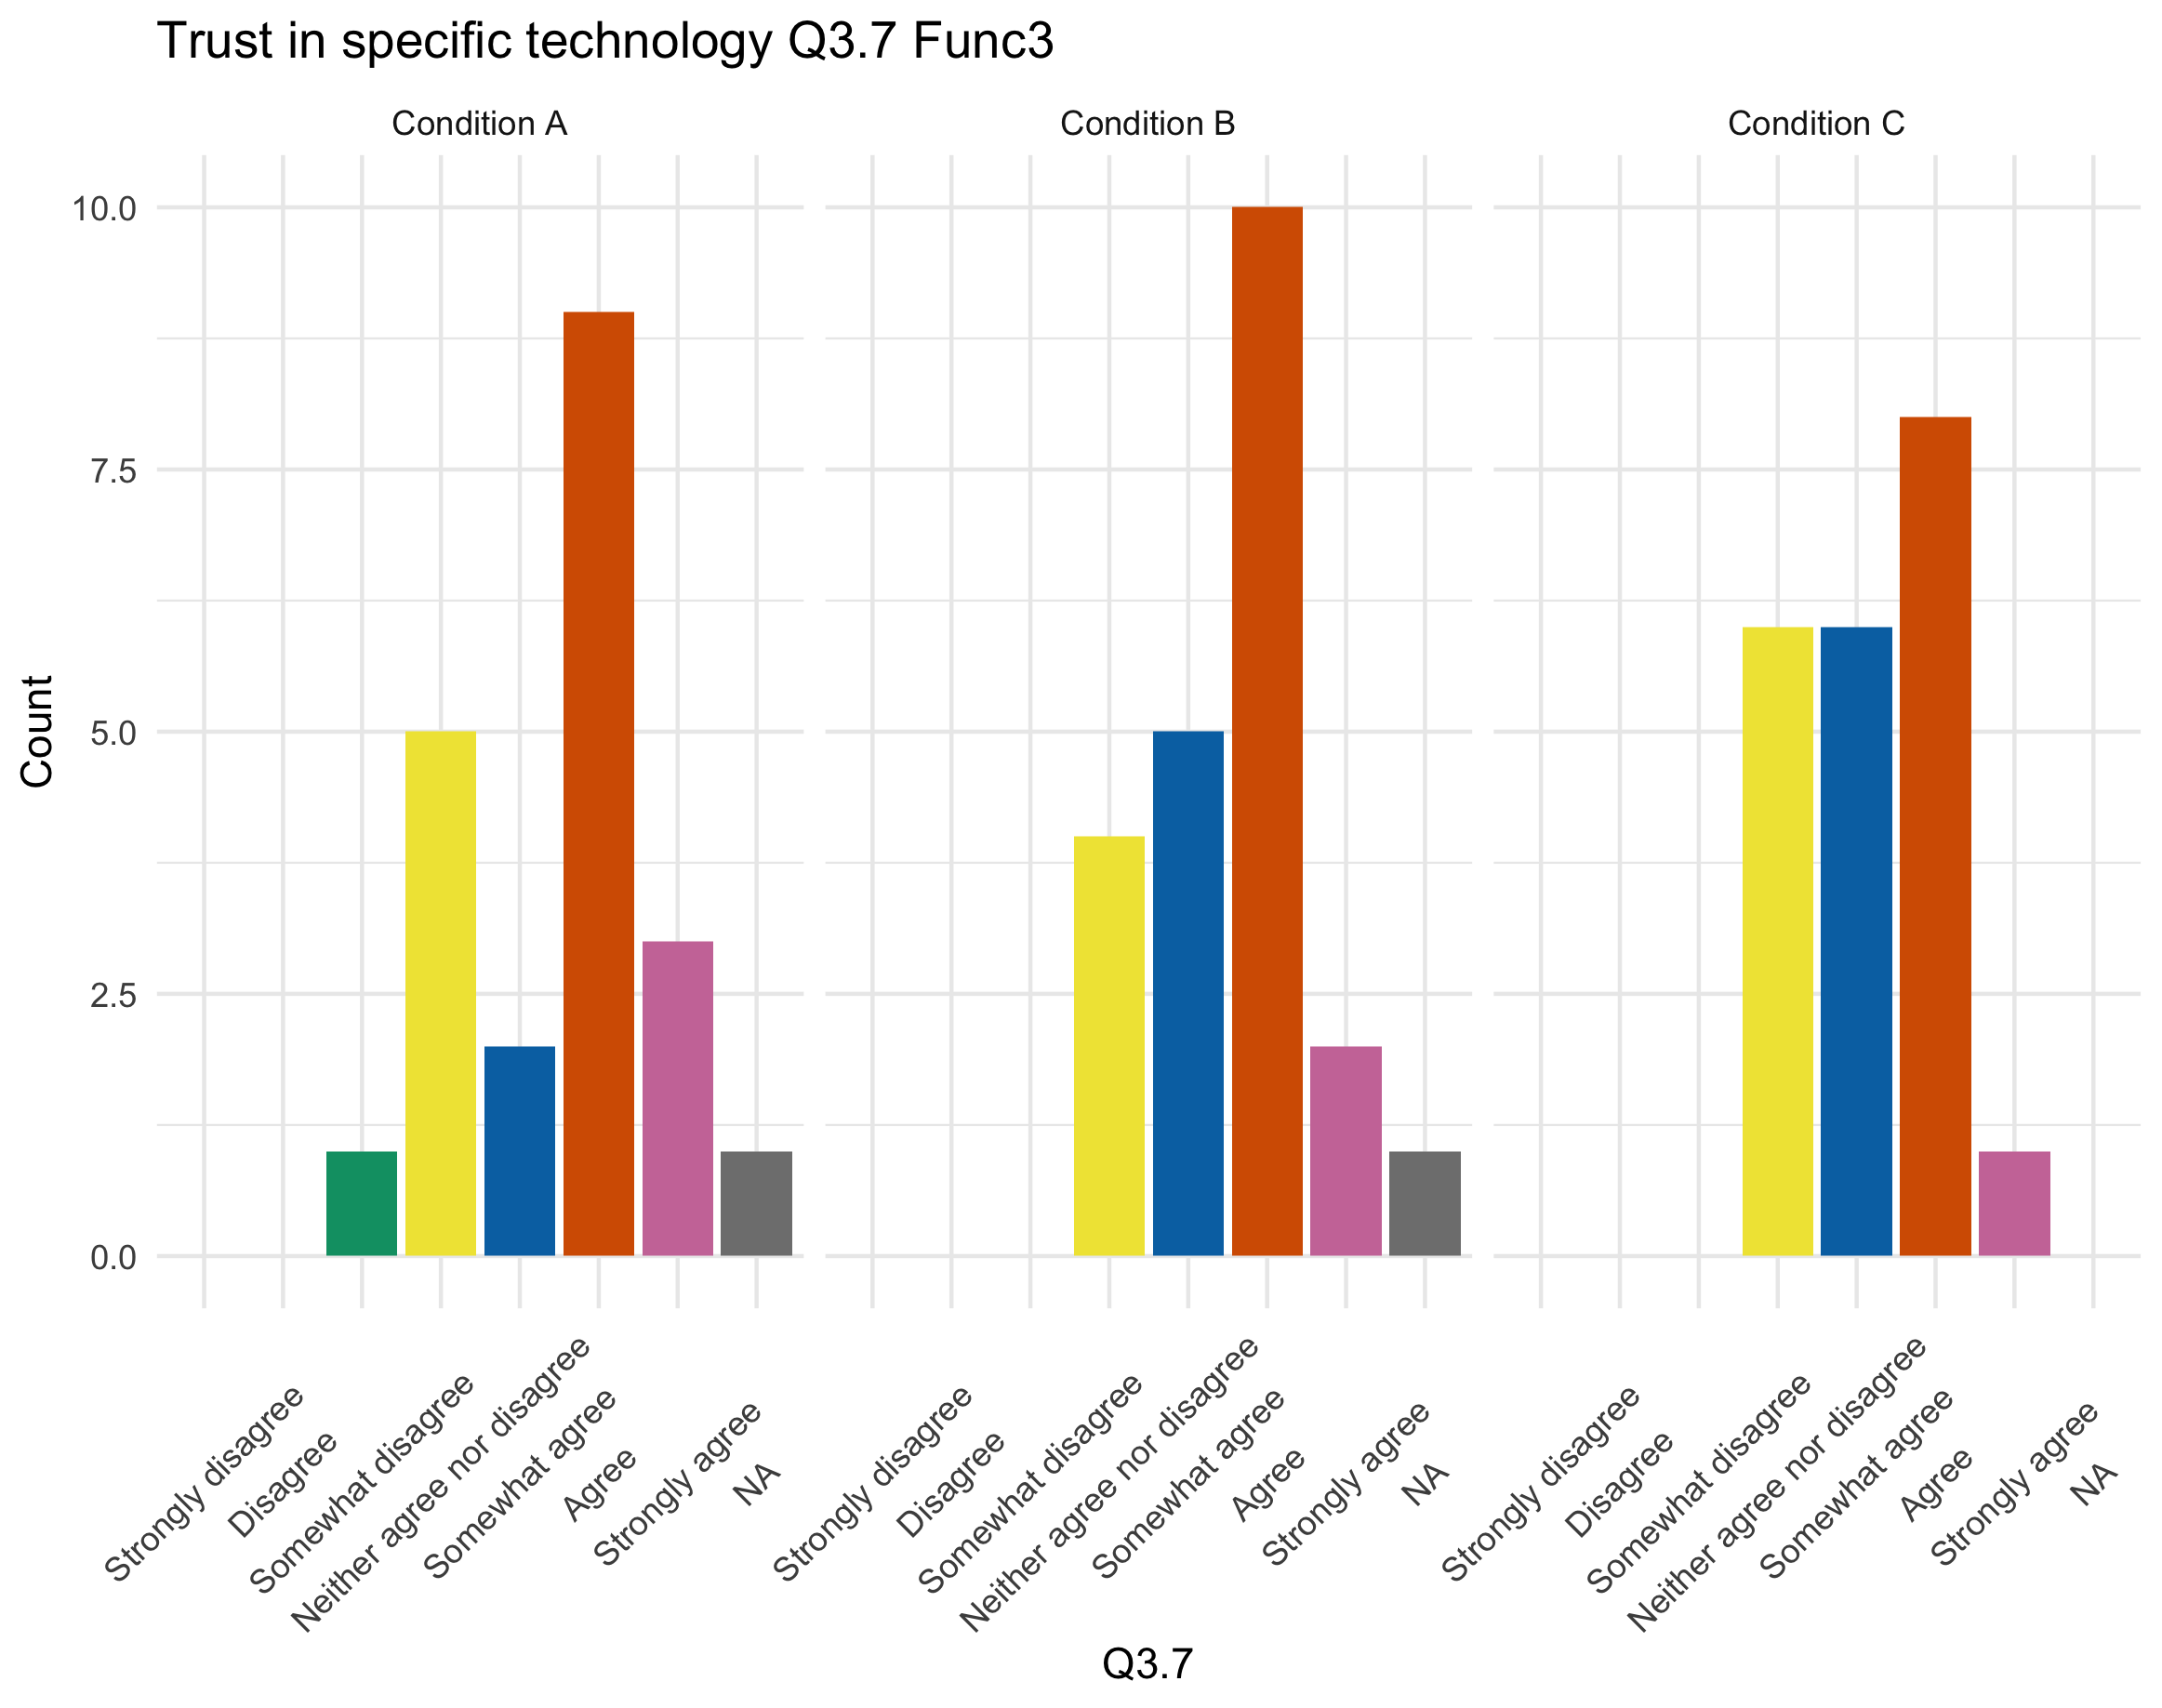 Trust in specific technology Q3.7 Func3
Condition A
Condition B
Condition C
10.0
7.5
5.0
2.5
0.0
Count
Strongly disagree
Disagree
Somewhat disagree
Neither agree nor disagree
Somewhat agree
Agree
Strongly agree
NA
Strongly disagree
Disagree
Somewhat disagree
Neither agree nor disagree
Somewhat agree
Agree
Strongly agree
NA
Strongly disagree
Disagree
Somewhat disagree
Neither agree nor disagree
Somewhat agree
Agree
Strongly agree
NA
Q3.7